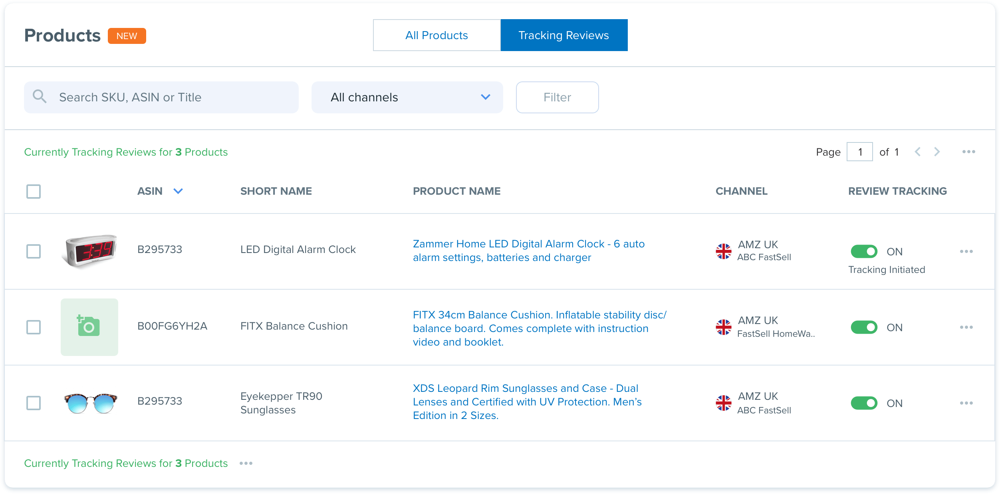 Products NEW
All Products
Tracking Reviews
Search SKU, ASIN or Title
All channels
Filter
Currently Tracking Reviews for 3 Products
Page 1 of 1
ASIN
SHORT NAME
PRODUCT NAME
CHANNEL
REVIEW TRACKING
3:39
B295733
LED Digital Alarm Clock
Zammer Home LED Digital Alarm Clock - 6 auto
alarm settings, batteries and charger
AMZ UK
ABC FastSell
ON
Tracking Initiated
B00FG6YH2A
FITX Balance Cushion
FITX 34cm Balance Cushion. Inflatable stability disc/
balance board. Comes complete with instruction
video and booklet.
AMZ UK
FastSell HomeWa..
ON
B295733
Eyekepper TR90
Sunglasses
XDS Leopard Rim Sunglasses and Case - Dual
Lenses and Certified with UV Protection. Men’s
Edition in 2 Sizes.
AMZ UK
ABC FastSell
ON
Currently Tracking Reviews for 3 Products